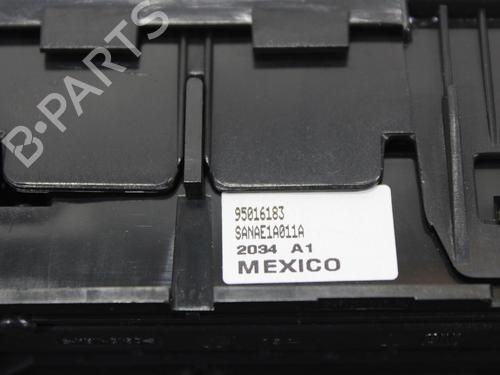 B-PARTS
95016183
SANAE1A011A
2034 A1
MEXICO